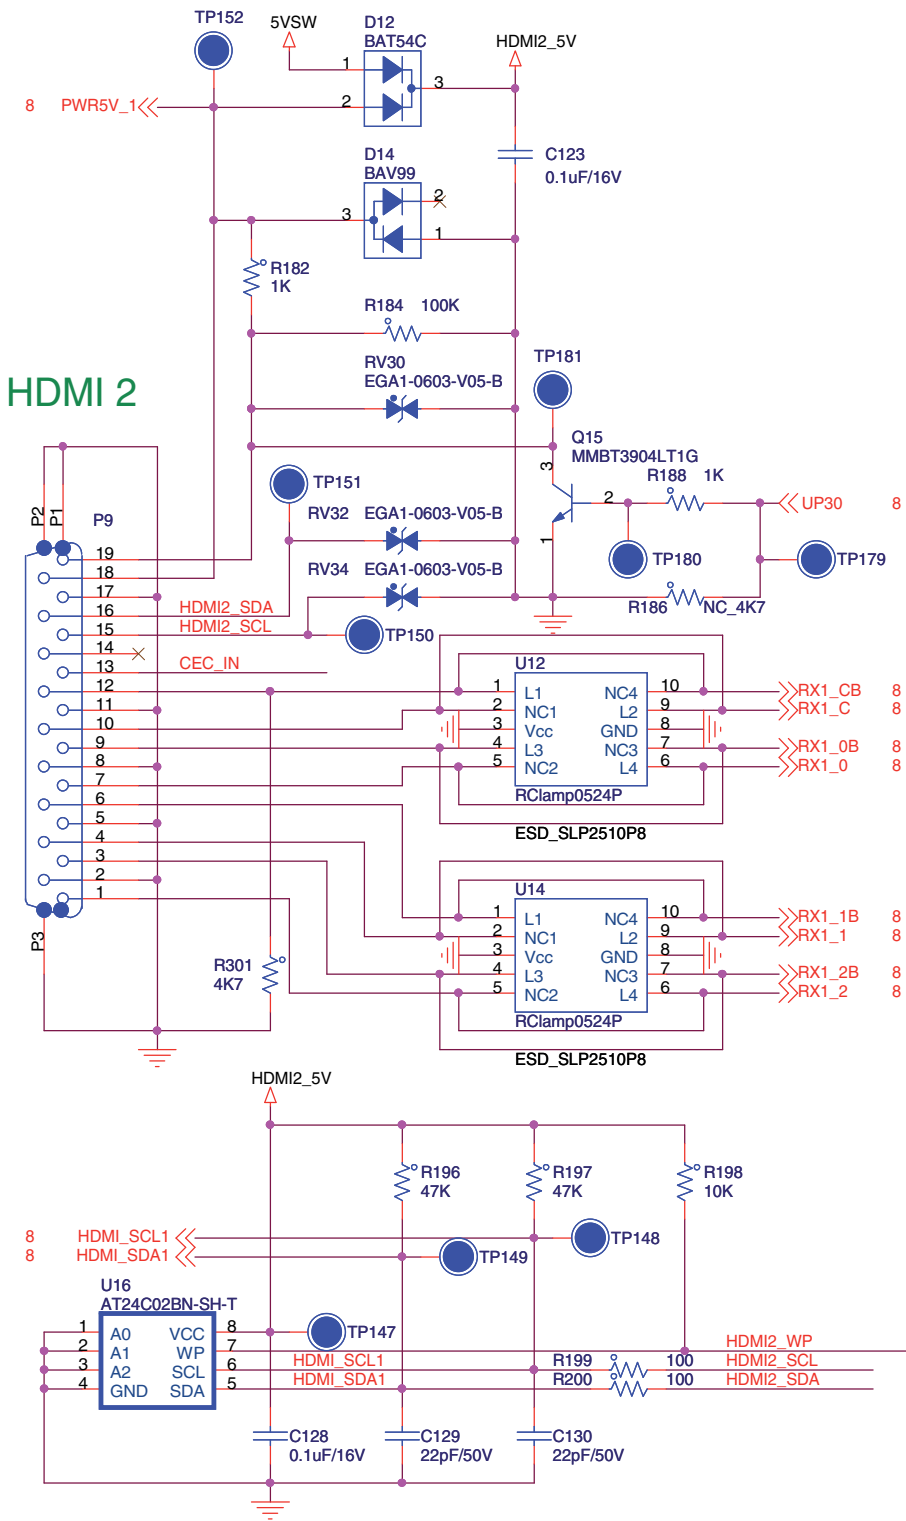 TP152
5VSW
D12
BAT54C
HDMI2_5V
1
3
2
8 PWR5V_1
C123
0.1uF/16V
D14
BAV99
2
3
1
R182
1K
R184 100K
HDMI 2
RV30
EGA1-0603-V05-B
TP181
Q15
MMBT3904LT1G
3
R188 1K
2
UP30 8
1
TP151
RV32 EGA1-0603-V05-B
RV34 EGA1-0603-V05-B
TP180
TP179
R186 NC_4K7
P2
P1
P9
19
18
17
16 HDMI2_SDA
15 HDMI2_SCL
TP150
14
13 CEC_IN
12
11
10
9
8
7
6
5
4
3
2
1
P3
U12
1 L1 NC4 10 RX1_CB 8
2 NC1 L2 9 RX1_C 8
3 Vcc GND 8
4 L3 NC3 7 RX1_0B 8
5 NC2 L4 6 RX1_0 8
RClamp0524P
ESD_SLP2510P8
U14
1 L1 NC4 10 RX1_1B 8
2 NC1 L2 9 RX1_1 8
3 Vcc GND 8
4 L3 NC3 7 RX1_2B 8
5 NC2 L4 6 RX1_2 8
RClamp0524P
ESD_SLP2510P8
R301
4K7
HDMI2_5V
R196
47K
R197
47K
R198
10K
8 HDMI_SCL1
8 HDMI_SDA1
TP148
TP149
U16
AT24C02BN-SH-T
TP147
1 A0 VCC 8
2 A1 WP 7 HDMI2_WP
3 A2 SCL 6 HDMI_SCL1 R199 100 HDMI2_SCL
4 GND SDA 5 HDMI_SDA1 R200 100 HDMI2_SDA
C128
0.1uF/16V
C129
22pF/50V
C130
22pF/50V